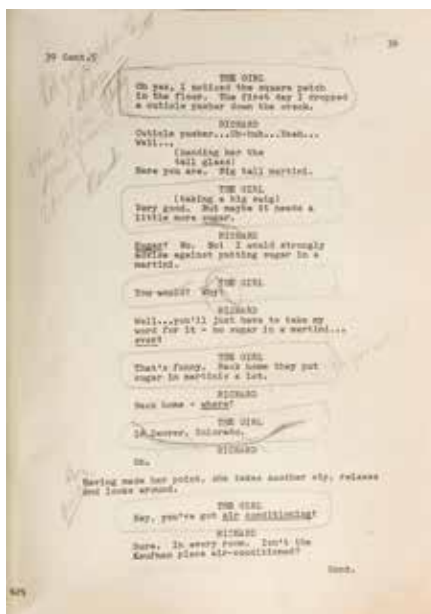 39 Cont.
39
THE GIRL
Oh yes, I noticed the square patch
in the floor. The first day I dropped
a cuticle pusher down the crack.
RICHARD
Cuticle pusher...Uh-huh...Yeah...
Well...
(handing her the
tall glass)
Here you are. Big tall martini.
THE GIRL
(taking a big swig)
Very good. But maybe it needs a
little more sugar.
RICHARD
Sugar? No. No! I would strongly
advise against putting sugar in a
martini.
THE GIRL
You would? Why?
RICHARD
Well...you'll just have to take my
word for it - no sugar in a martini...
ever!
THE GIRL
That's funny. Back home they put
sugar in martinis a lot.
RICHARD
Back home - where?
THE GIRL
In Denver, Colorado.
RICHARD
Oh.
Having made her point, she takes another sip, relaxes
and looks around.
THE GIRL
Hey, you've got air conditioning!
RICHARD
Sure. In every room. Isn't the
Kaufman place air-conditioned?
Cont.